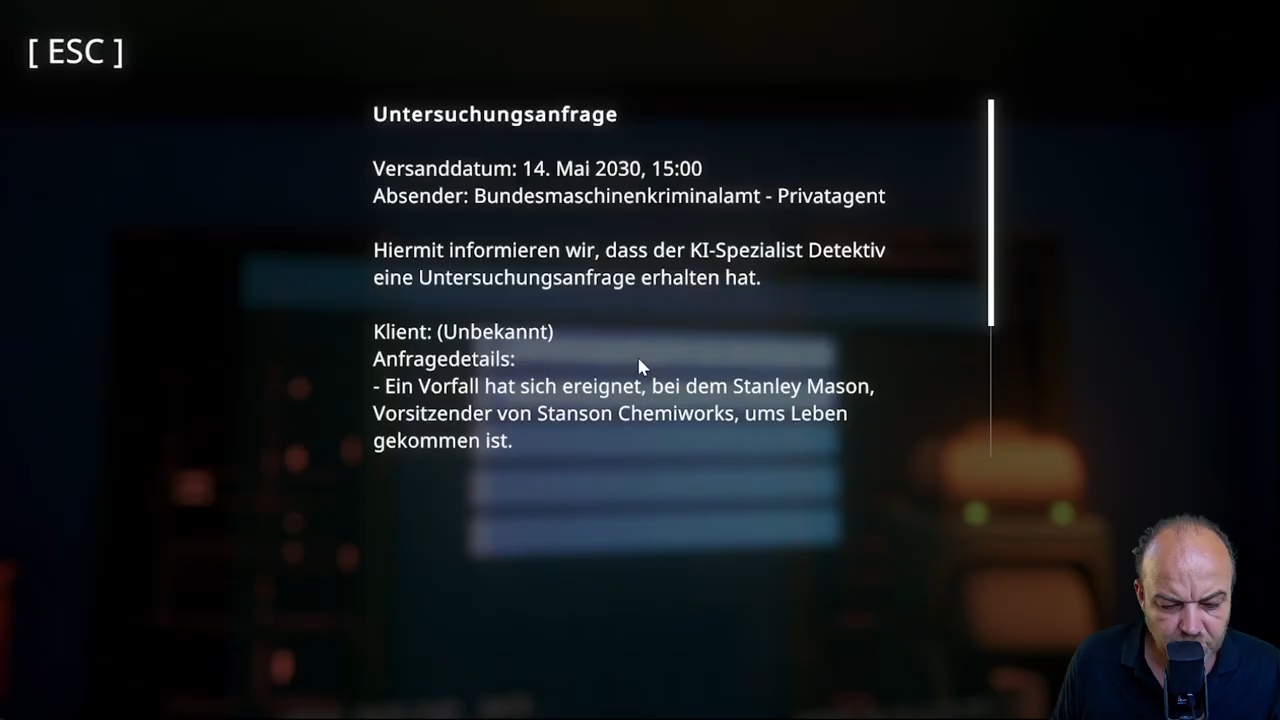 [ ESC ]
Untersuchungsanfrage
Versanddatum: 14. Mai 2030, 15:00
Absender: Bundesmaschinenkriminalamt - Privatagent
Hiermit informieren wir, dass der KI-Spezialist Detektiv
eine Untersuchungsanfrage erhalten hat.
Klient: (Unbekannt)
Anfragedetails:
- Ein Vorfall hat sich ereignet, bei dem Stanley Mason,
Vorsitzender von Stanson Chemiworks, ums Leben
gekommen ist.